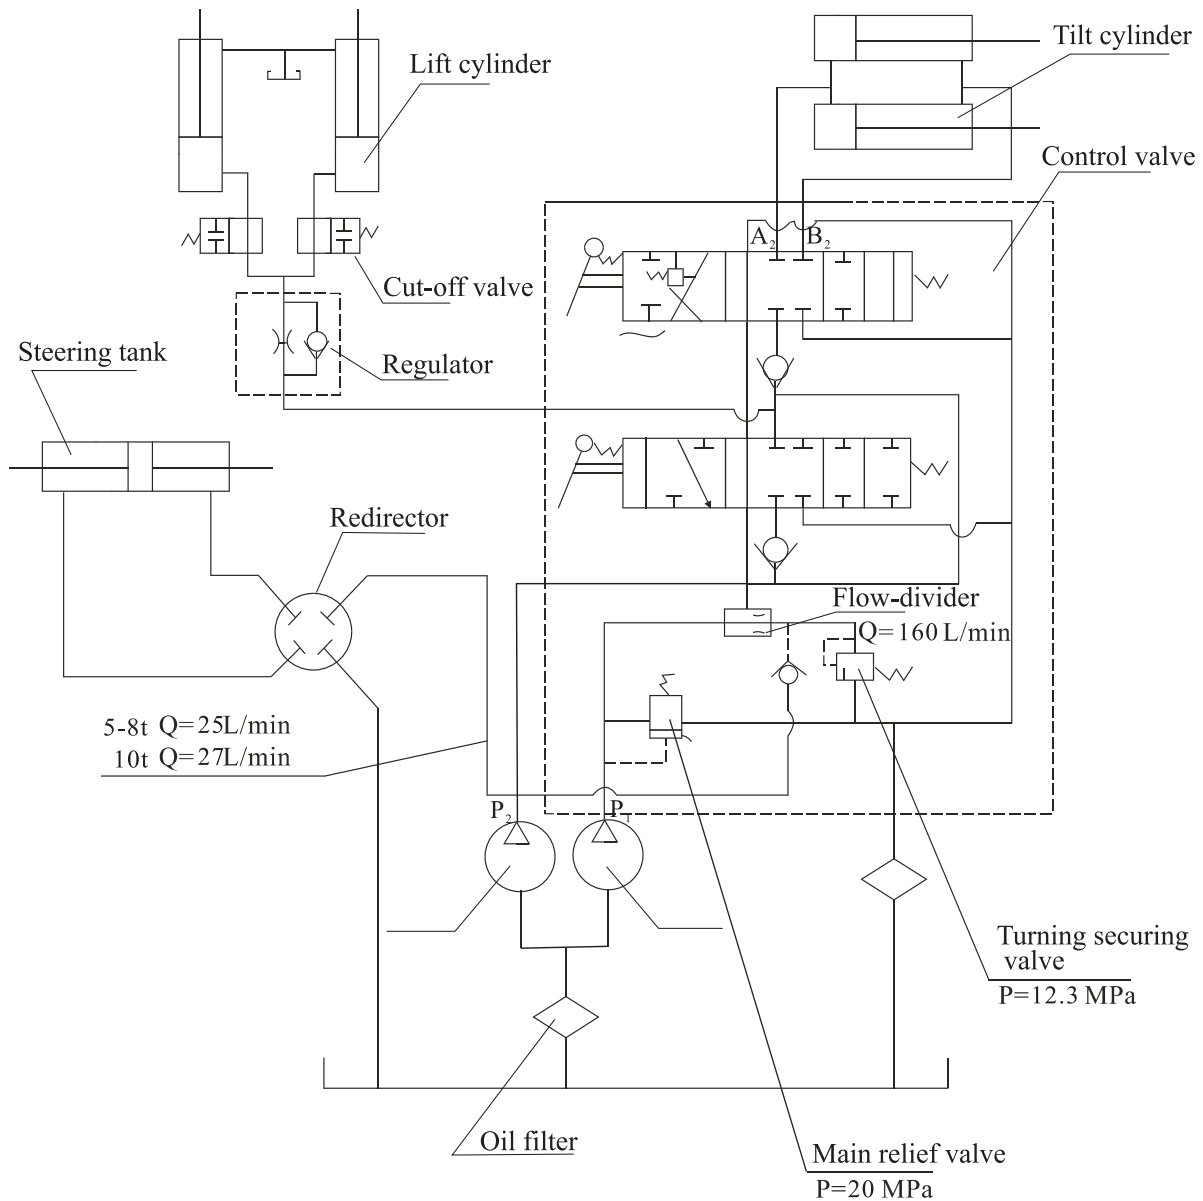 Tilt cylinder
Lift cylinder
Control valve
A2 B2
Cut-off valve
Steering tank
Regulator
Redirector
Flow-divider
Q=160 L/min
5-8t Q=25L/min
10t Q=27L/min
P2 P1
Turning securing
valve
P=12.3 MPa
Oil filter
Main relief valve
P=20 MPa